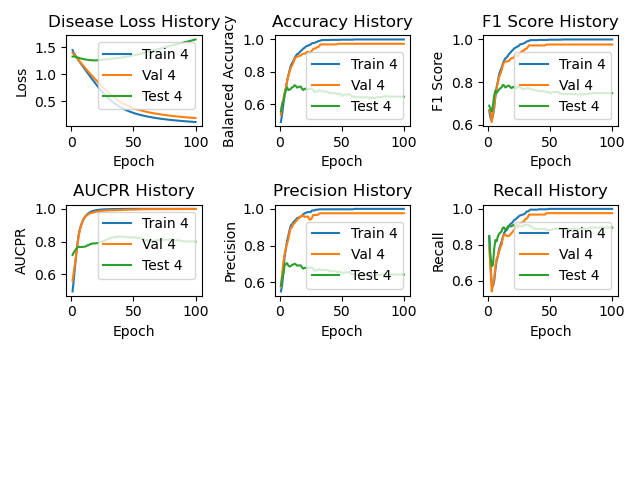 Disease Loss History
Loss
1.5
1.0
0.5
0
50
100
Epoch
Train 4
Val 4
Test 4
Accuracy History
Balanced Accuracy
1.0
0.8
0.6
0
50
100
Epoch
Train 4
Val 4
Test 4
F1 Score History
F1 Score
1.0
0.8
0.6
0
50
100
Epoch
Train 4
Val 4
Test 4
AUCPR History
AUCPR
1.0
0.8
0.6
0
50
100
Epoch
Train 4
Val 4
Test 4
Precision History
Precision
1.0
0.8
0.6
0
50
100
Epoch
Train 4
Val 4
Test 4
Recall History
Recall
1.0
0.8
0.6
0
50
100
Epoch
Train 4
Val 4
Test 4